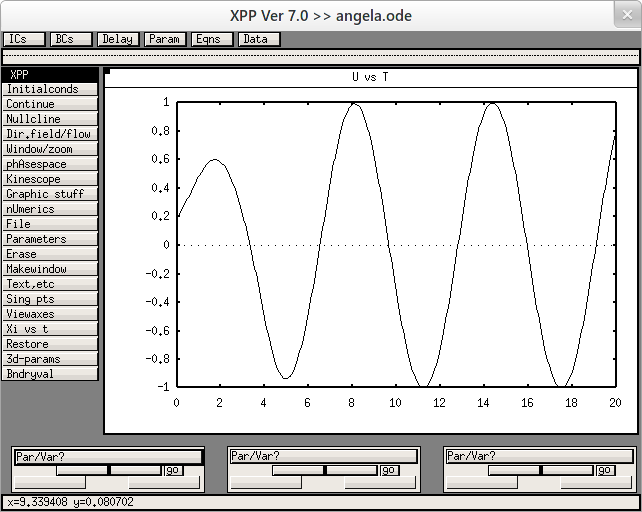 XPP Ver 7.0 >> angela.ode
ICs BCs Delay Param Eqns Data
XPP
Initialconds
Continue
Nullcline
Dir.field/flow
Window/zoom
phAsespace
Kinescope
Graphic stuff
nUmerics
File
Parameters
Erase
Makewindow
Text,etc
Sing pts
Viewaxes
Xi vs t
Restore
3d-params
Bndryval
U vs T
1
0.8
0.6
0.4
0.2
0
-0.2
-0.4
-0.6
-0.8
-1
0 2 4 6 8 10 12 14 16 18 20
Par/Var? Par/Var? Par/Var?
go go go
x=9.339408 y=0.080702